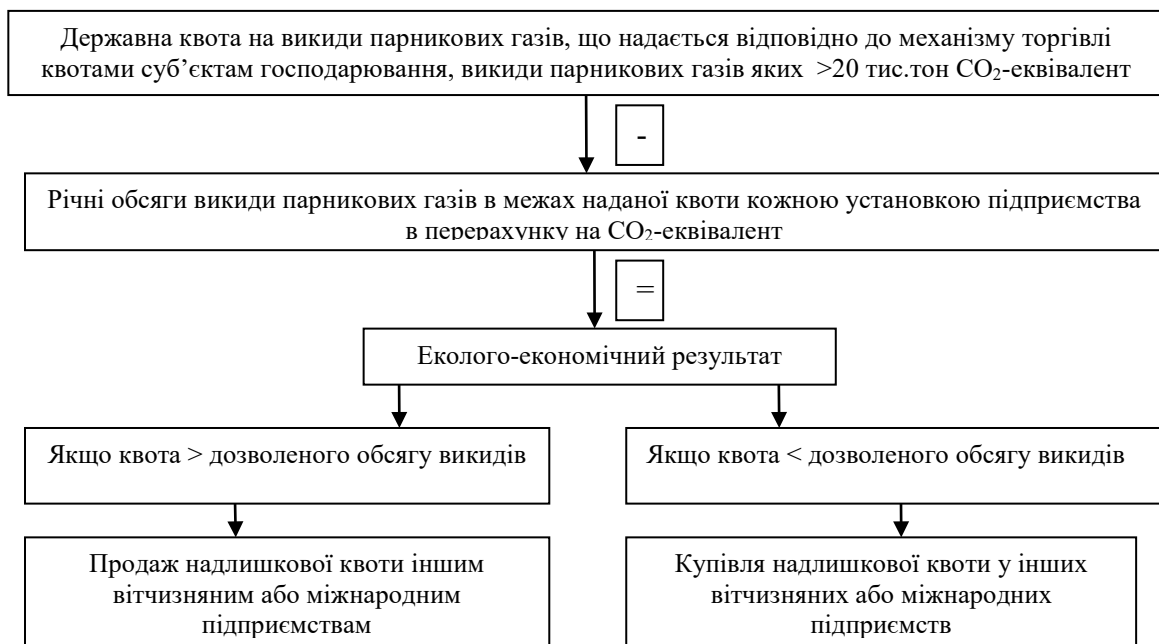 Державна квота на викиди парникових газів, що надається відповідно до механізму торгівлі
квотами суб’єктам господарювання, викиди парникових газів яких >20 тис.тон CO₂-еквівалент
-
Річні обсяги викиди парникових газів в межах наданої квоти кожною установкою підприємства
в перерахунку на CO₂-еквівалент
=
Еколого-економічний результат
Якщо квота > дозволеного обсягу викидів
Якщо квота < дозволеного обсягу викидів
Продаж надлишкової квоти іншим
вітчизняним або міжнародним
підприємствам
Купівля надлишкової квоти у інших
вітчизняних або міжнародних
підприємств